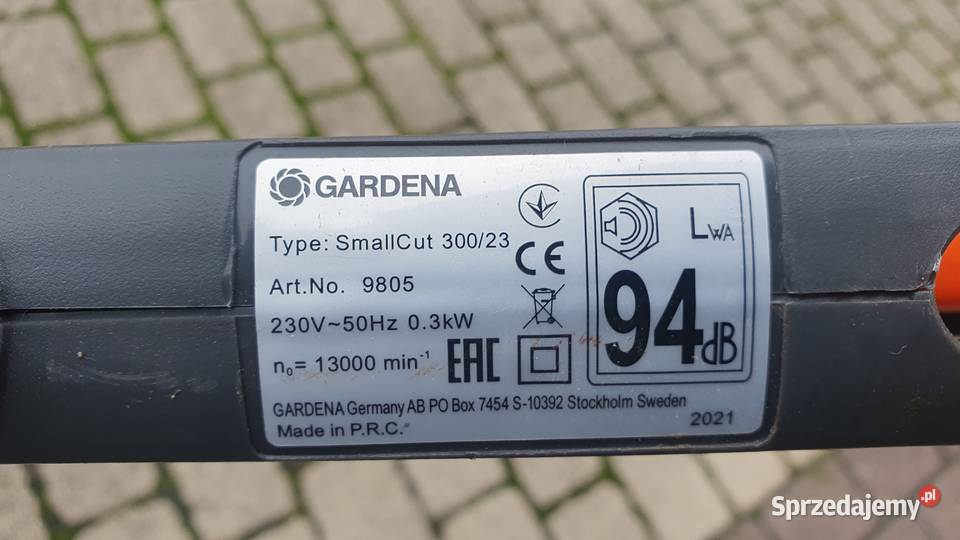 GARDENA
Type: SmallCut 300/23
Art.No. 9805
230V~50Hz 0.3kW
n₀= 13000 min⁻¹
CE
EAC
LWA
94dB
GARDENA Germany AB PO Box 7454 S-10392 Stockholm Sweden
Made in P.R.C.
2021
Sprzedajemy.pl